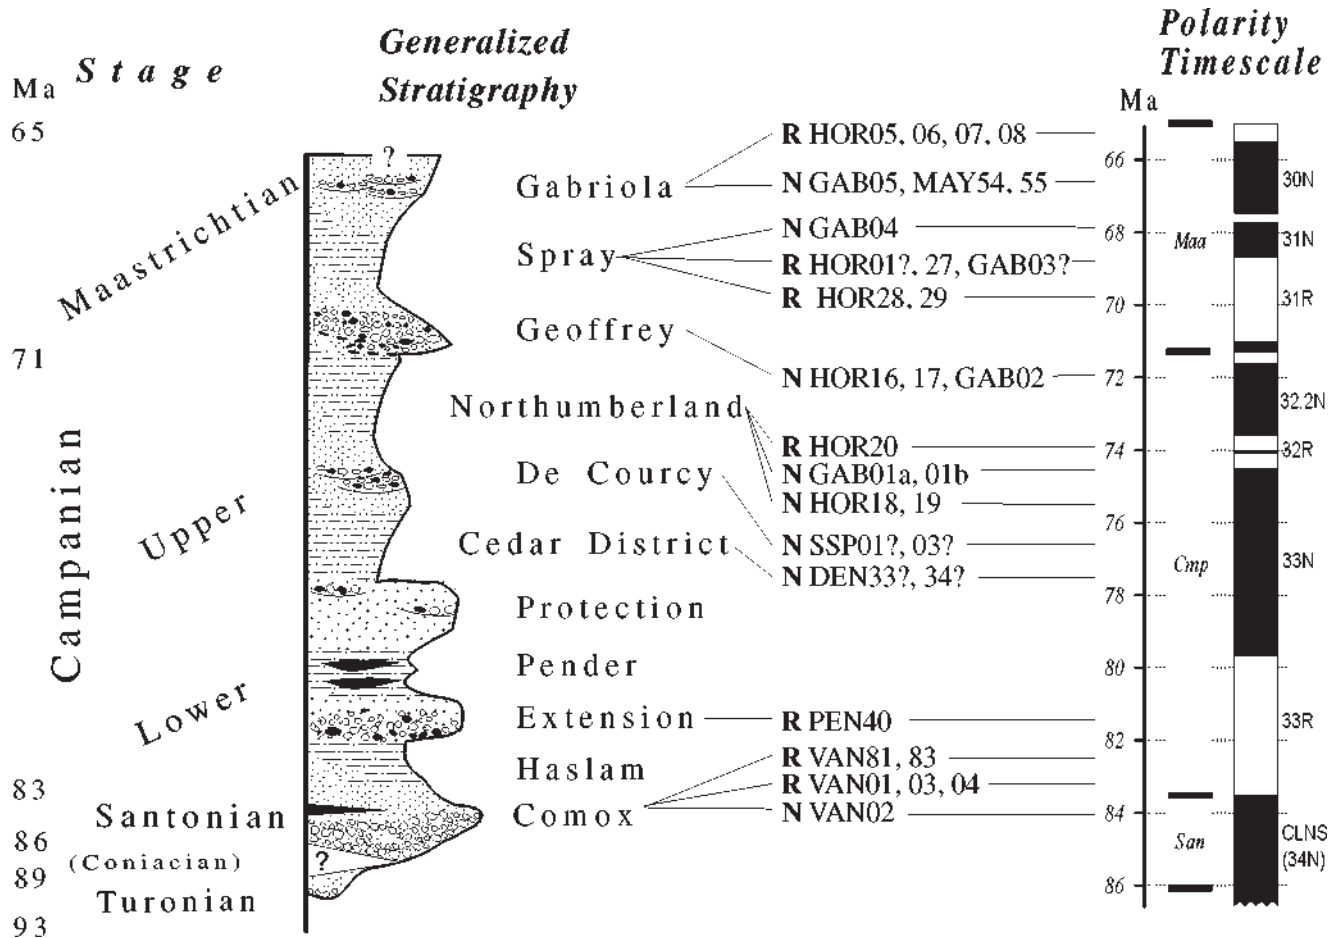 Generalized
Stratigraphy
Polarity
Timescale
Stage
Ma
65
71
83
86
89
93
Maastrichtian
Campanian
Upper
Lower
Santonian
(Coniacian)
Turonian
?
?
Gabriola
Spray
Geoffrey
Northumberland
De Courcy
Cedar District
Protection
Pender
Extension
Haslam
Comox
R HOR05, 06, 07, 08
N GAB05, MAY54, 55
N GAB04
R HOR01?, 27, GAB03?
R HOR28, 29
N HOR16, 17, GAB02
R HOR20
N GAB01a, 01b
N HOR18, 19
N SSP01?, 03?
N DEN33?, 34?
R PEN40
R VAN81, 83
R VAN01, 03, 04
N VAN02
Ma
66
68
70
72
74
76
78
80
82
84
86
Maa
Cmp
San
30N
31N
31R
32.2N
32R
33N
33R
CLNS
(34N)